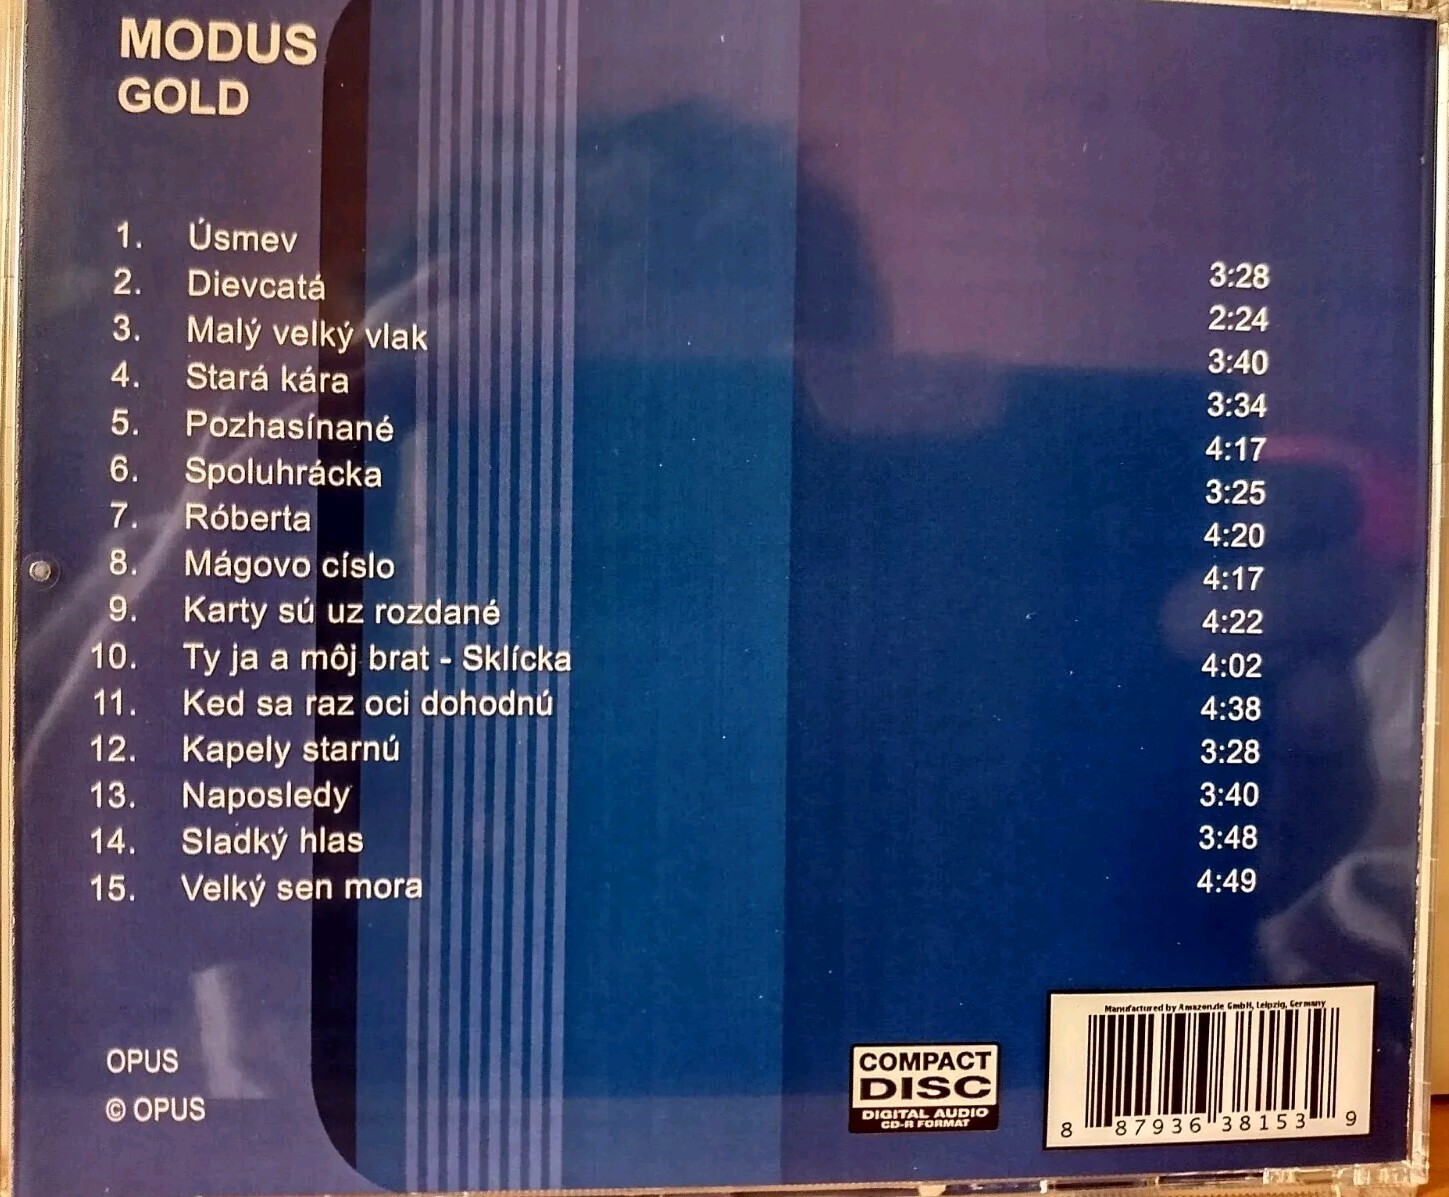 MODUS
GOLD
1. Úsmev 3:28
2. Dievcatá 2:24
3. Malý velký vlak 3:40
4. Stará kára 3:34
5. Pozhasínané 4:17
6. Spoluhrácka 3:25
7. Róberta 4:20
8. Mágovo císlo 4:17
9. Karty sú uz rozdané 4:22
10. Ty ja a môj brat - Sklícka 4:02
11. Ked sa raz oci dohodnú 4:38
12. Kapely starnú 3:28
13. Naposledy 3:40
14. Sladký hlas 3:48
15. Velký sen mora 4:49
OPUS
© OPUS
COMPACT
DISC
DIGITAL AUDIO
CD-R FORMAT
Manufactured by Amazon.de GmbH, Leipzig, Germany
8 87936 38153 9